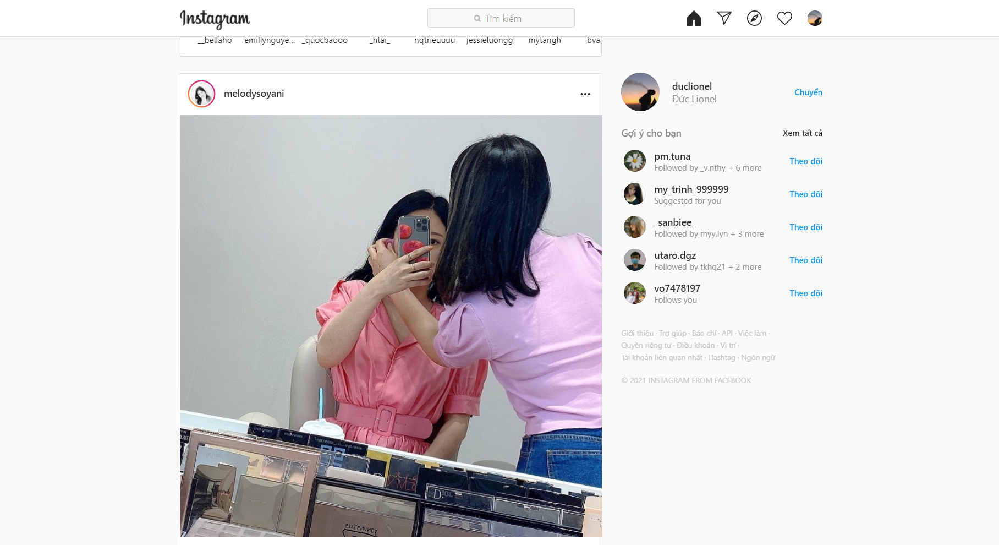 Instagram
Tìm kiếm
__bellaho emillynguye... _quocbaooo _htai_ nqtrieuuuu jessieluongg mytangh
melodysoyani
duclionel
Đức Lionel
Chuyển
Gợi ý cho bạn
Xem tất cả
pm.tuna
Followed by _v.nthy + 6 more
Theo dõi
my_trinh_999999
Suggested for you
Theo dõi
_sanbiee_
Followed by myy.lyn + 3 more
Theo dõi
utaro.dgz
Followed by tkhq21 + 2 more
Theo dõi
vo7478197
Follows you
Theo dõi
Giới thiệu · Trợ giúp · Báo chí · API · Việc làm ·
Quyền riêng tư · Điều khoản · Vị trí ·
Tài khoản liên quan nhất · Hashtag · Ngôn ngữ
© 2021 INSTAGRAM FROM FACEBOOK
DIOR
STYLENANDA